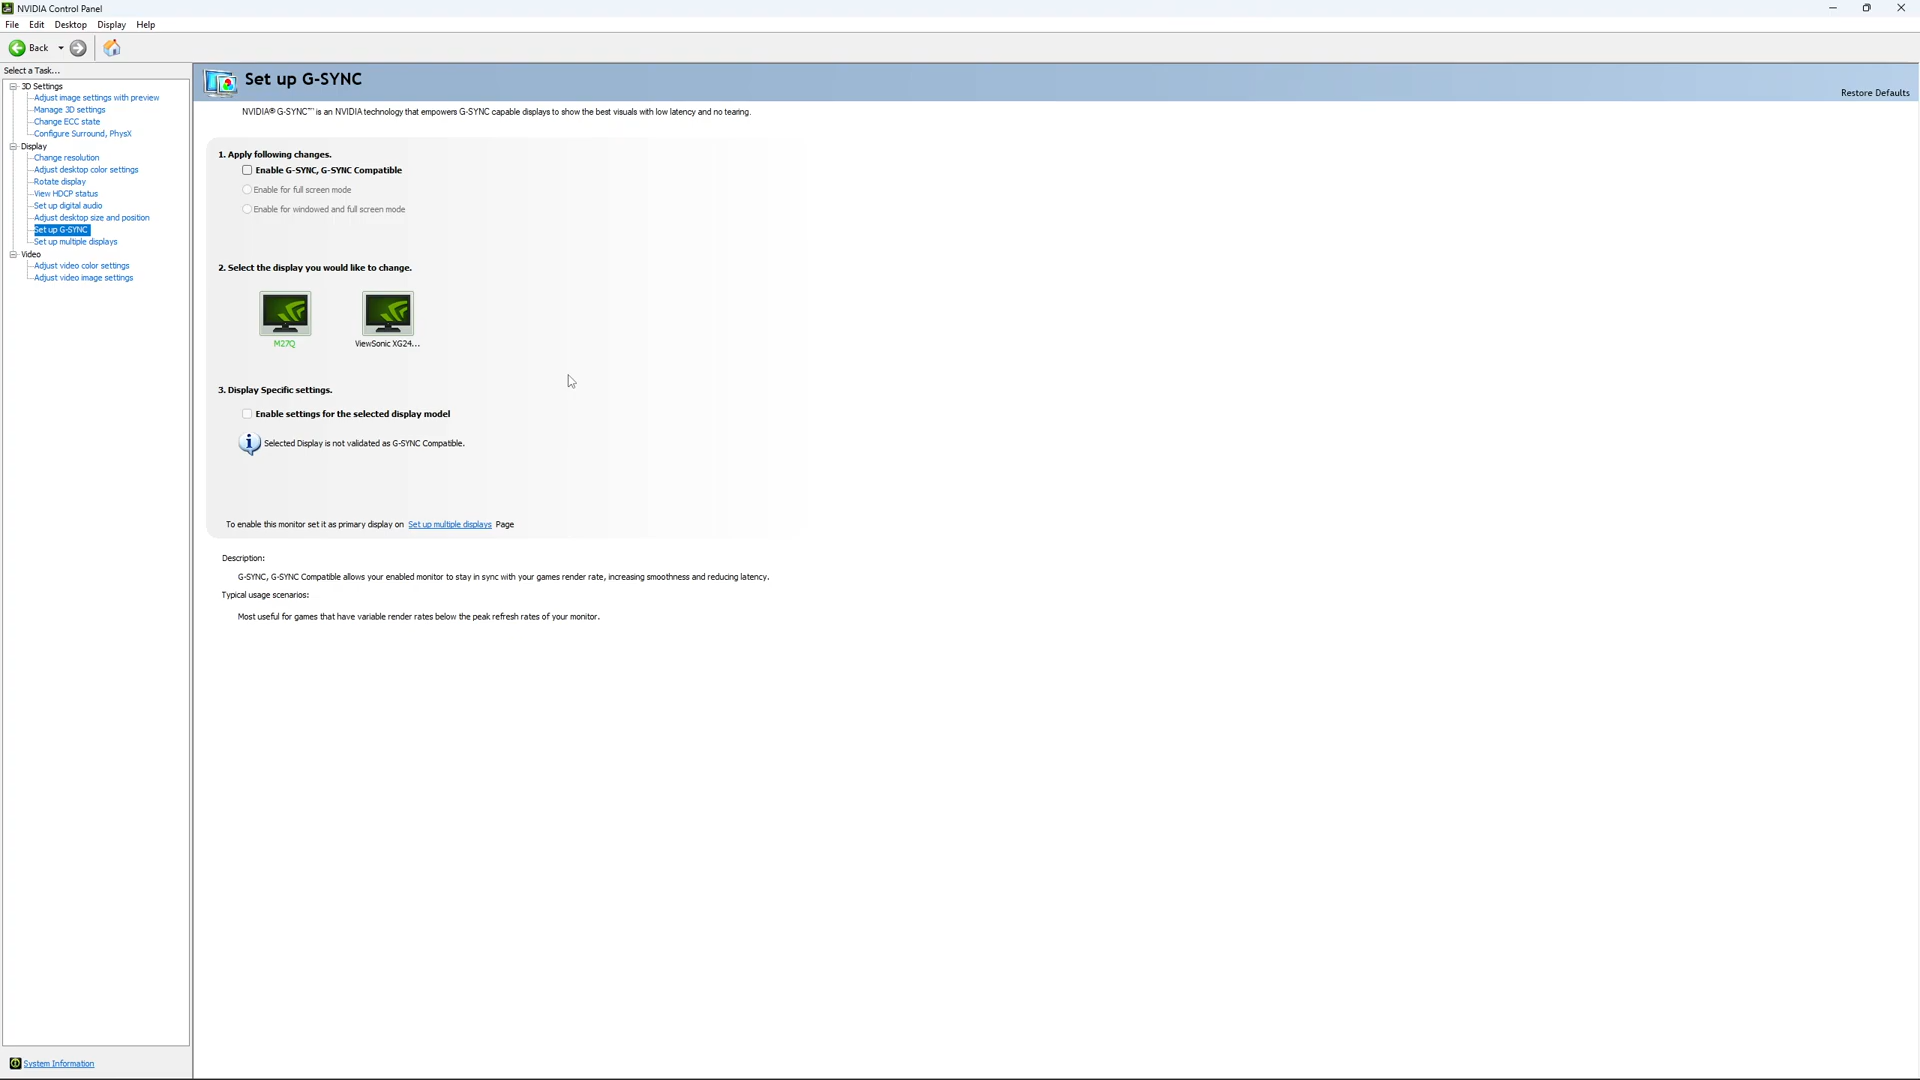 NVIDIA Control Panel
File Edit Desktop Display Help
Back
Select a Task...
3D Settings
Adjust image settings with preview
Manage 3D settings
Change ECC state
Configure Surround, PhysX
Display
Change resolution
Adjust desktop color settings
Rotate display
View HDCP status
Set up digital audio
Adjust desktop size and position
Set up G-SYNC
Set up multiple displays
Video
Adjust video color settings
Adjust video image settings
System Information
Set up G-SYNC
Restore Defaults
NVIDIA® G-SYNC™ is an NVIDIA technology that empowers G-SYNC capable displays to show the best visuals with low latency and no tearing.
1. Apply following changes.
Enable G-SYNC, G-SYNC Compatible
Enable for full screen mode
Enable for windowed and full screen mode
2. Select the display you would like to change.
M27Q ViewSonic XG24...
3. Display Specific settings.
Enable settings for the selected display model
Selected Display is not validated as G-SYNC Compatible.
To enable this monitor set it as primary display on Set up multiple displays Page
Description:
G-SYNC, G-SYNC Compatible allows your enabled monitor to stay in sync with your games render rate, increasing smoothness and reducing latency.
Typical usage scenarios:
Most useful for games that have variable render rates below the peak refresh rates of your monitor.